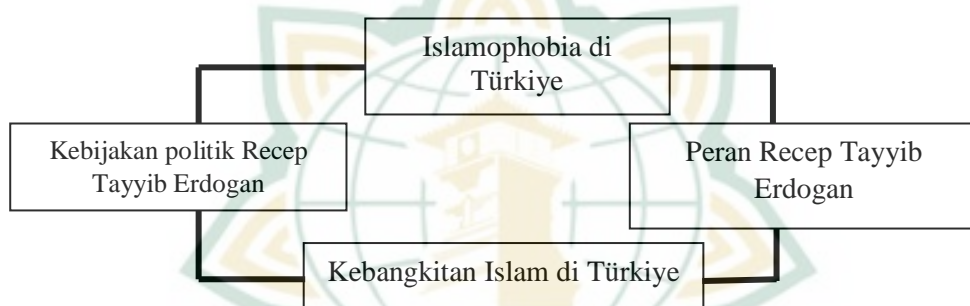 Islamophobia di
Türkiye
Kebijakan politik Recep
Tayyib Erdogan
Peran Recep Tayyib
Erdogan
Kebangkitan Islam di Türkiye